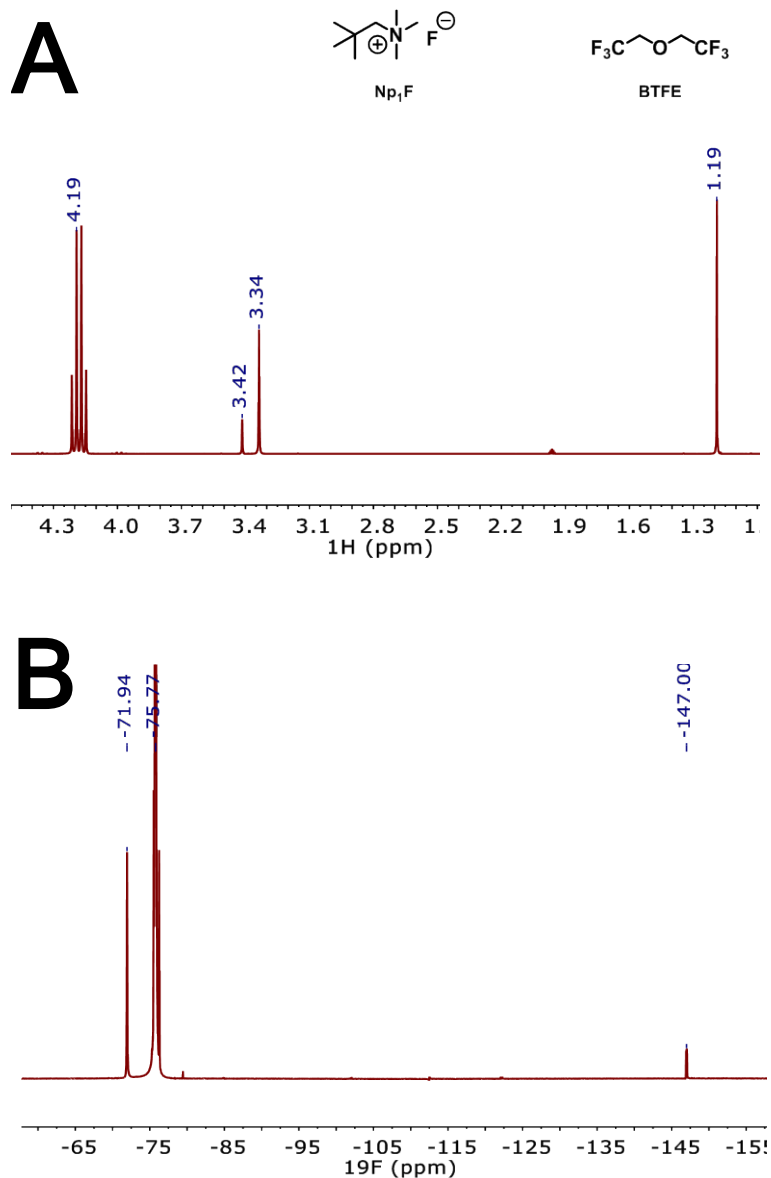 A
N
F
F3C
O
CF3
Np1F
BTFE
4.19
3.42
3.34
1.19
4.3 4.0 3.7 3.4 3.1 2.8 2.5 2.2 1.9 1.6 1.3 1.
1H (ppm)
B
-71.94
-75.77
-147.00
-65 -75 -85 -95 -105 -115 -125 -135 -145 -155
19F (ppm)